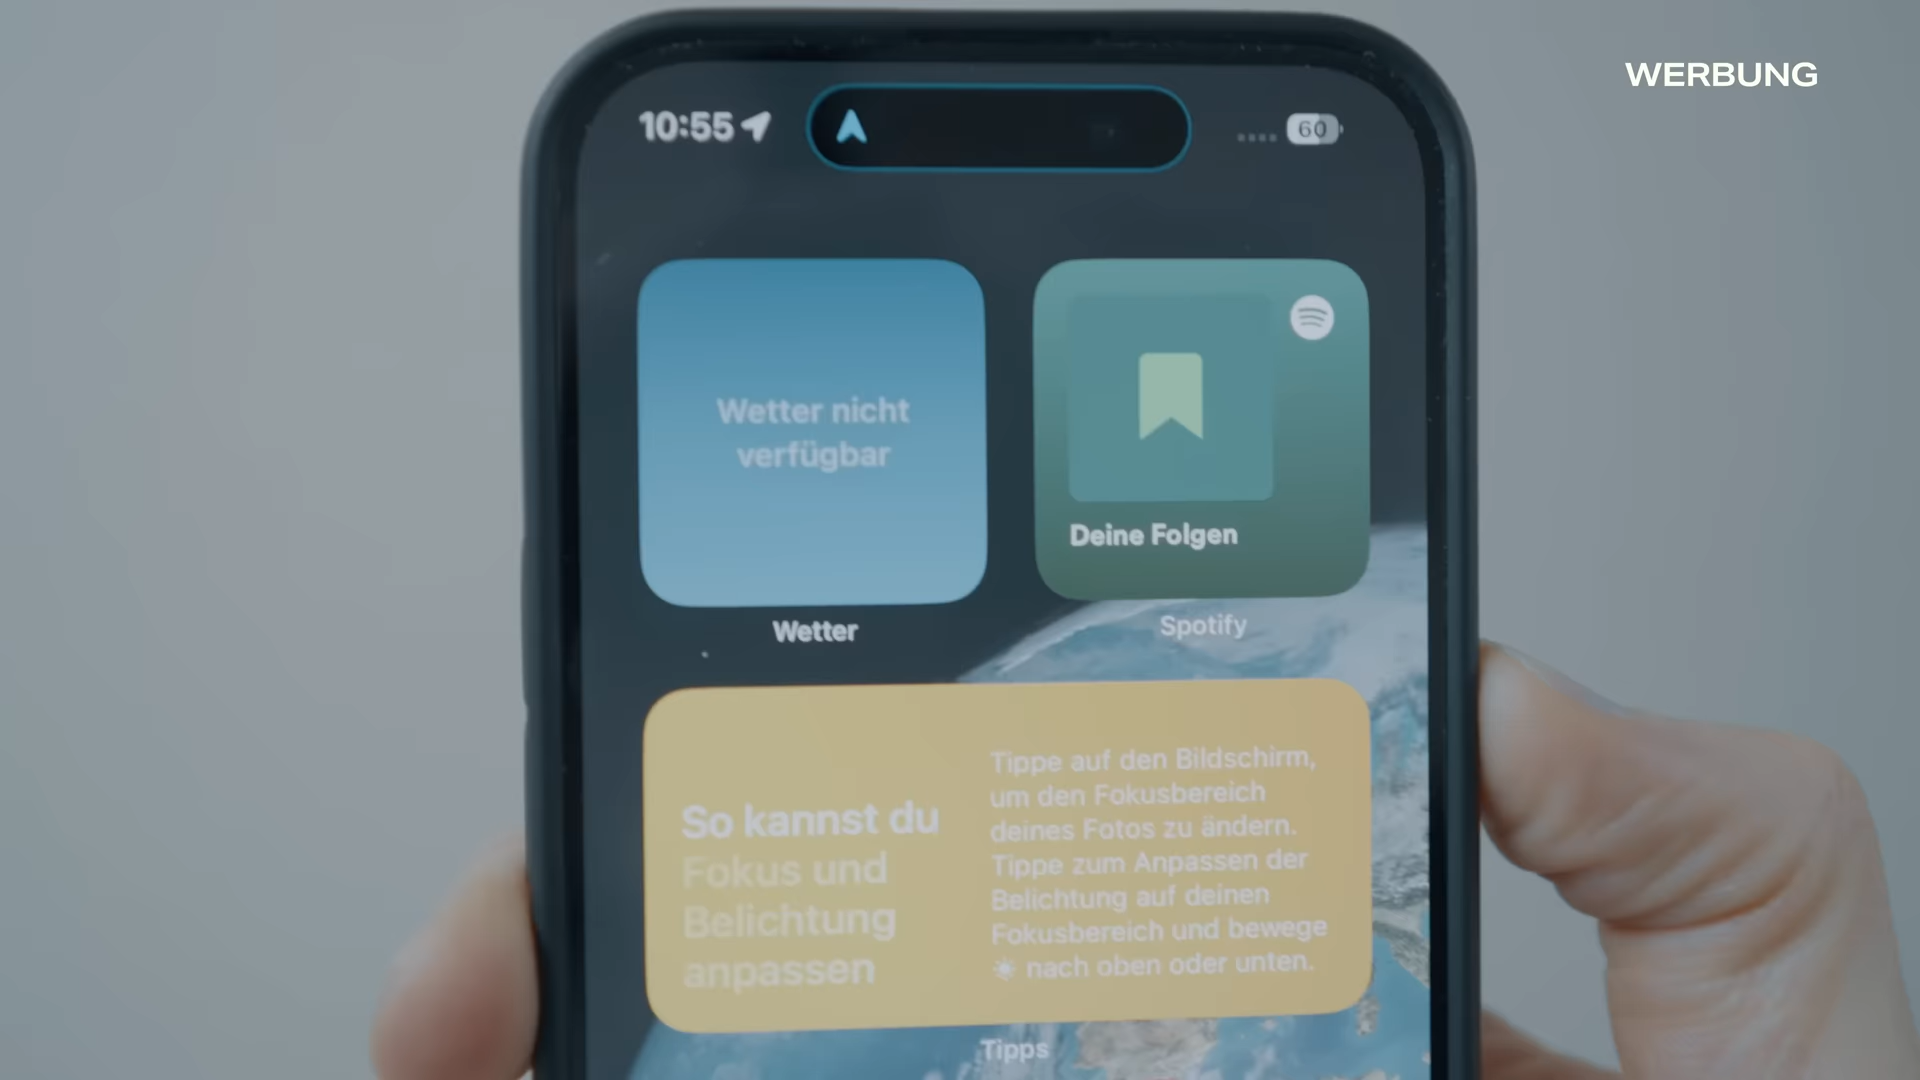 WERBUNG
10:55
60
Wetter nicht
verfügbar
Deine Folgen
Wetter
Spotify
So kannst du
Fokus und
Belichtung
anpassen
Tippe auf den Bildschirm,
um den Fokusbereich
deines Fotos zu ändern.
Tippe zum Anpassen der
Belichtung auf deinen
Fokusbereich und bewege
☀ nach oben oder unten.
Tipps